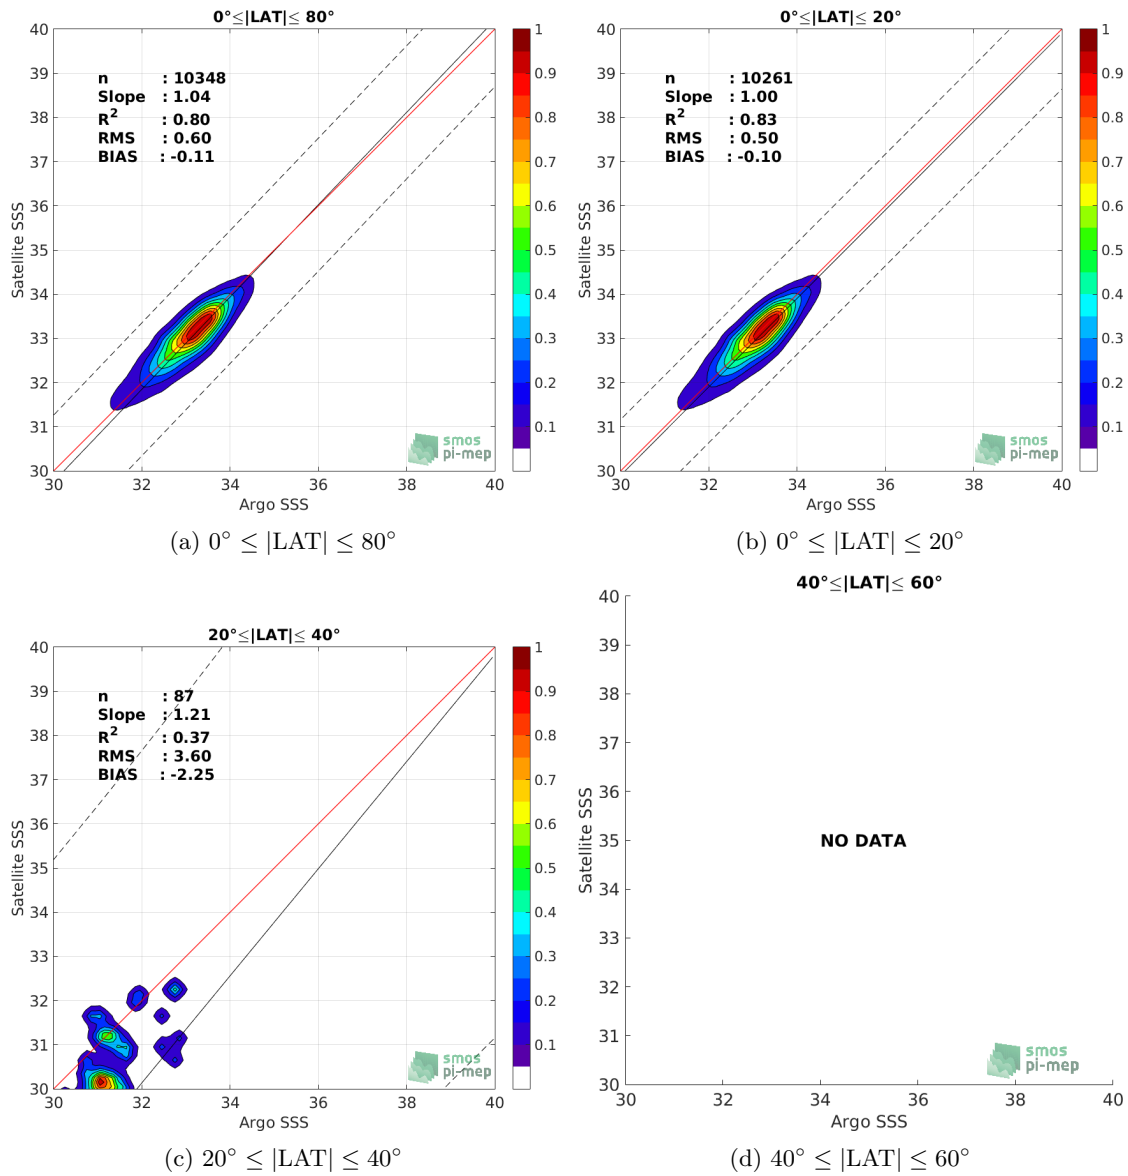 0°≤|LAT|≤ 80°
40
39
38
37
36
35
34
33
32
31
30
Satellite SSS
n : 10348
Slope : 1.04
R2 : 0.80
RMS : 0.60
BIAS : -0.11
smos
pi-mep
30 32 34 36 38 40
Argo SSS
1
0.9
0.8
0.7
0.6
0.5
0.4
0.3
0.2
0.1
(a) 0° ≤ |LAT| ≤ 80°
0°≤|LAT|≤ 20°
40
39
38
37
36
35
34
33
32
31
30
Satellite SSS
n : 10261
Slope : 1.00
R2 : 0.83
RMS : 0.50
BIAS : -0.10
smos
pi-mep
30 32 34 36 38 40
Argo SSS
1
0.9
0.8
0.7
0.6
0.5
0.4
0.3
0.2
0.1
(b) 0° ≤ |LAT| ≤ 20°
20°≤|LAT|≤ 40°
40
39
38
37
36
35
34
33
32
31
30
Satellite SSS
n : 87
Slope : 1.21
R2 : 0.37
RMS : 3.60
BIAS : -2.25
smos
pi-mep
30 32 34 36 38 40
Argo SSS
1
0.9
0.8
0.7
0.6
0.5
0.4
0.3
0.2
0.1
(c) 20° ≤ |LAT| ≤ 40°
40°≤|LAT|≤ 60°
40
39
38
37
36
35
34
33
32
31
30
Satellite SSS
NO DATA
smos
pi-mep
30 32 34 36 38 40
Argo SSS
(d) 40° ≤ |LAT| ≤ 60°